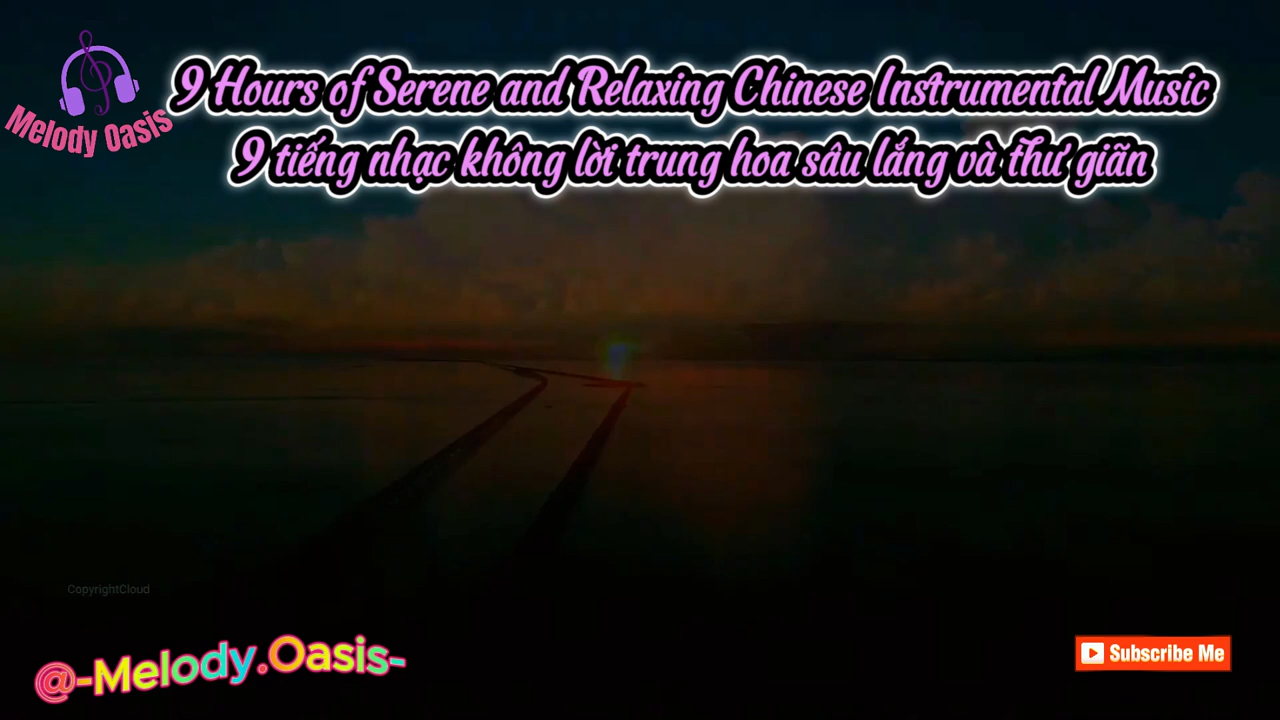 9 Hours of Serene and Relaxing Chinese Instrumental Music
9 tiếng nhạc không lời trung hoa sâu lắng và thư giãn
Melody Oasis
CopyrightCloud
@-Melody.Oasis-
Subscribe Me